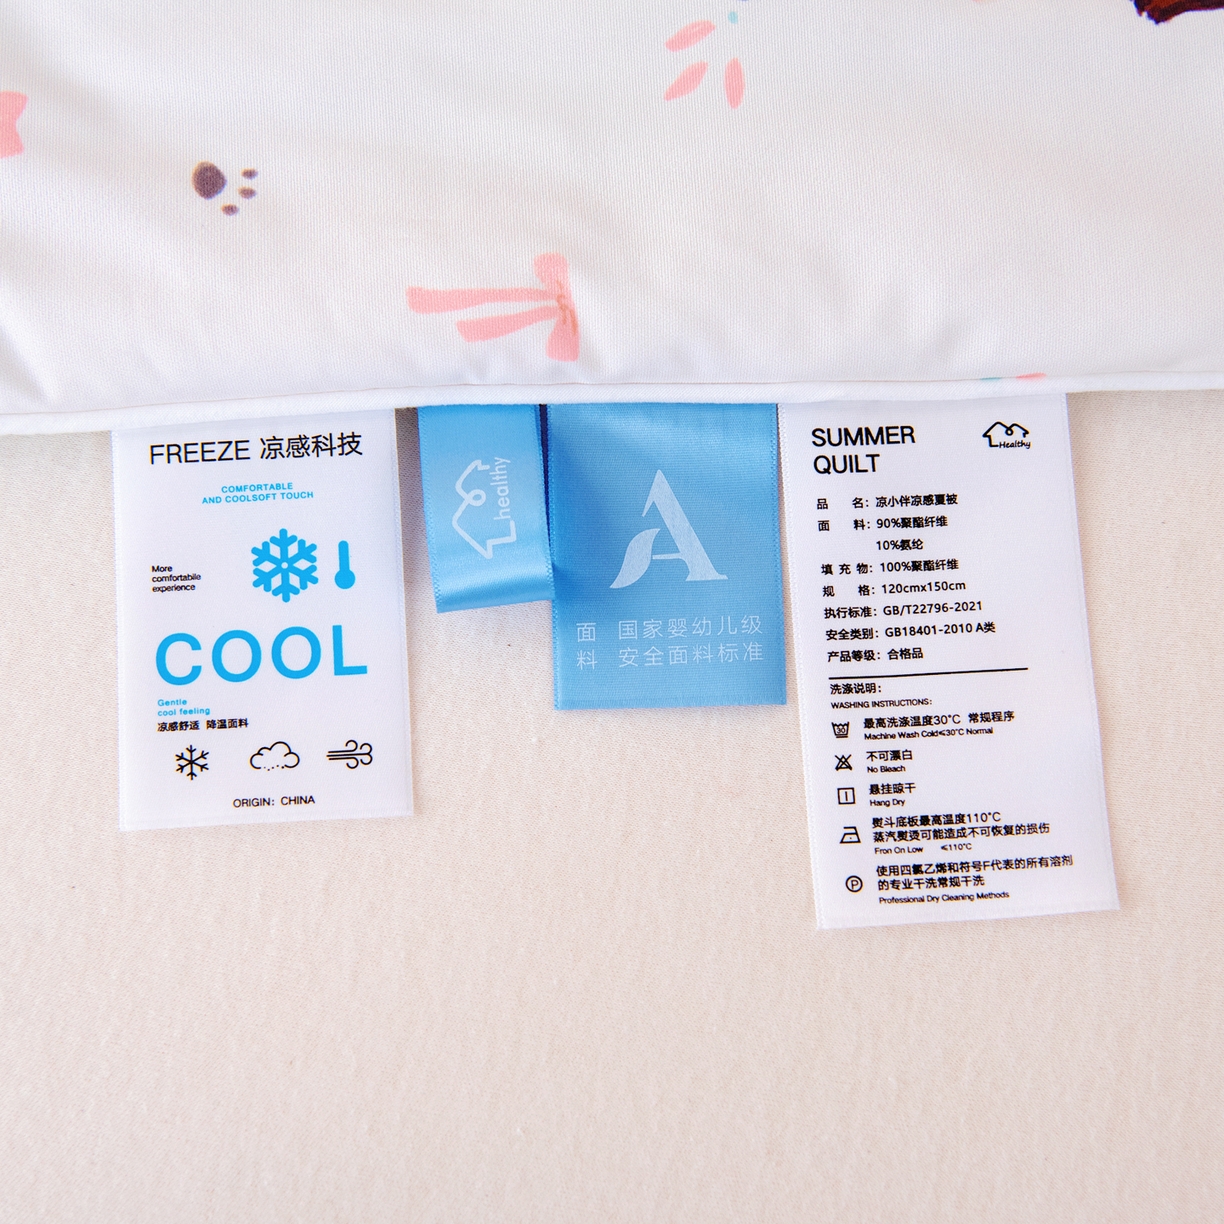 FREEZE 凉感科技
COMFORTABLE
AND COOLSOFT TOUCH
More
comfortabile
experience
COOL
Gentle
cool feeling
凉感舒适 降温面料
ORIGIN: CHINA
healthy
A
面 国家婴幼儿级
料 安全面料标准
SUMMER
QUILT
Healthy
品 名：凉小伴凉感夏被
面 料：90%聚酯纤维
10%氨纶
填 充 物：100%聚酯纤维
规 格：120cmx150cm
执行标准：GB/T22796-2021
安全类别：GB18401-2010 A类
产品等级：合格品
洗涤说明：
WASHING INSTRUCTIONS:
30
最高洗涤温度30°C 常规程序
Machine Wash Cold≤30°C Normal
不可漂白
No Bleach
悬挂晾干
Hang Dry
熨斗底板最高温度110°C
蒸汽熨烫可能造成不可恢复的损伤
Fron On Low ≤110°C
P
使用四氯乙烯和符号F代表的所有溶剂
的专业干洗常规干洗
Professional Dry Cleaning Methods